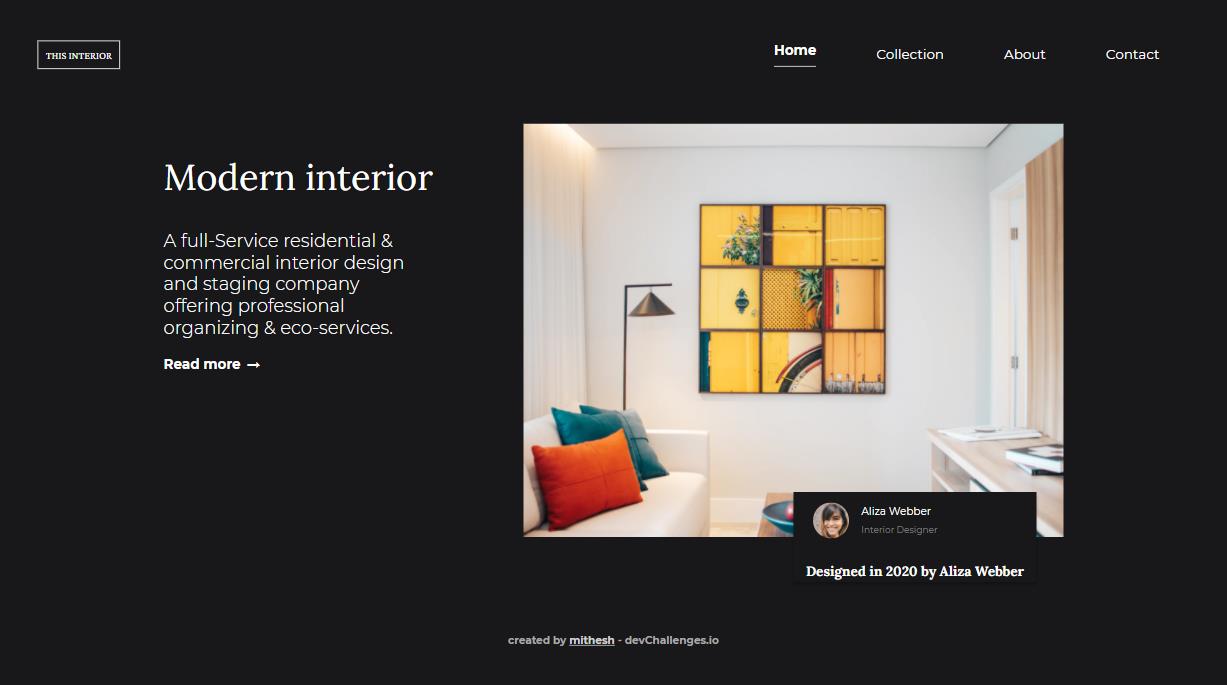 THIS INTERIOR
Home
Collection
About
Contact
Modern interior
A full-Service residential &
commercial interior design
and staging company
offering professional
organizing & eco-services.
Read more →
Aliza Webber
Interior Designer
Designed in 2020 by Aliza Webber
created by mithesh - devChallenges.io